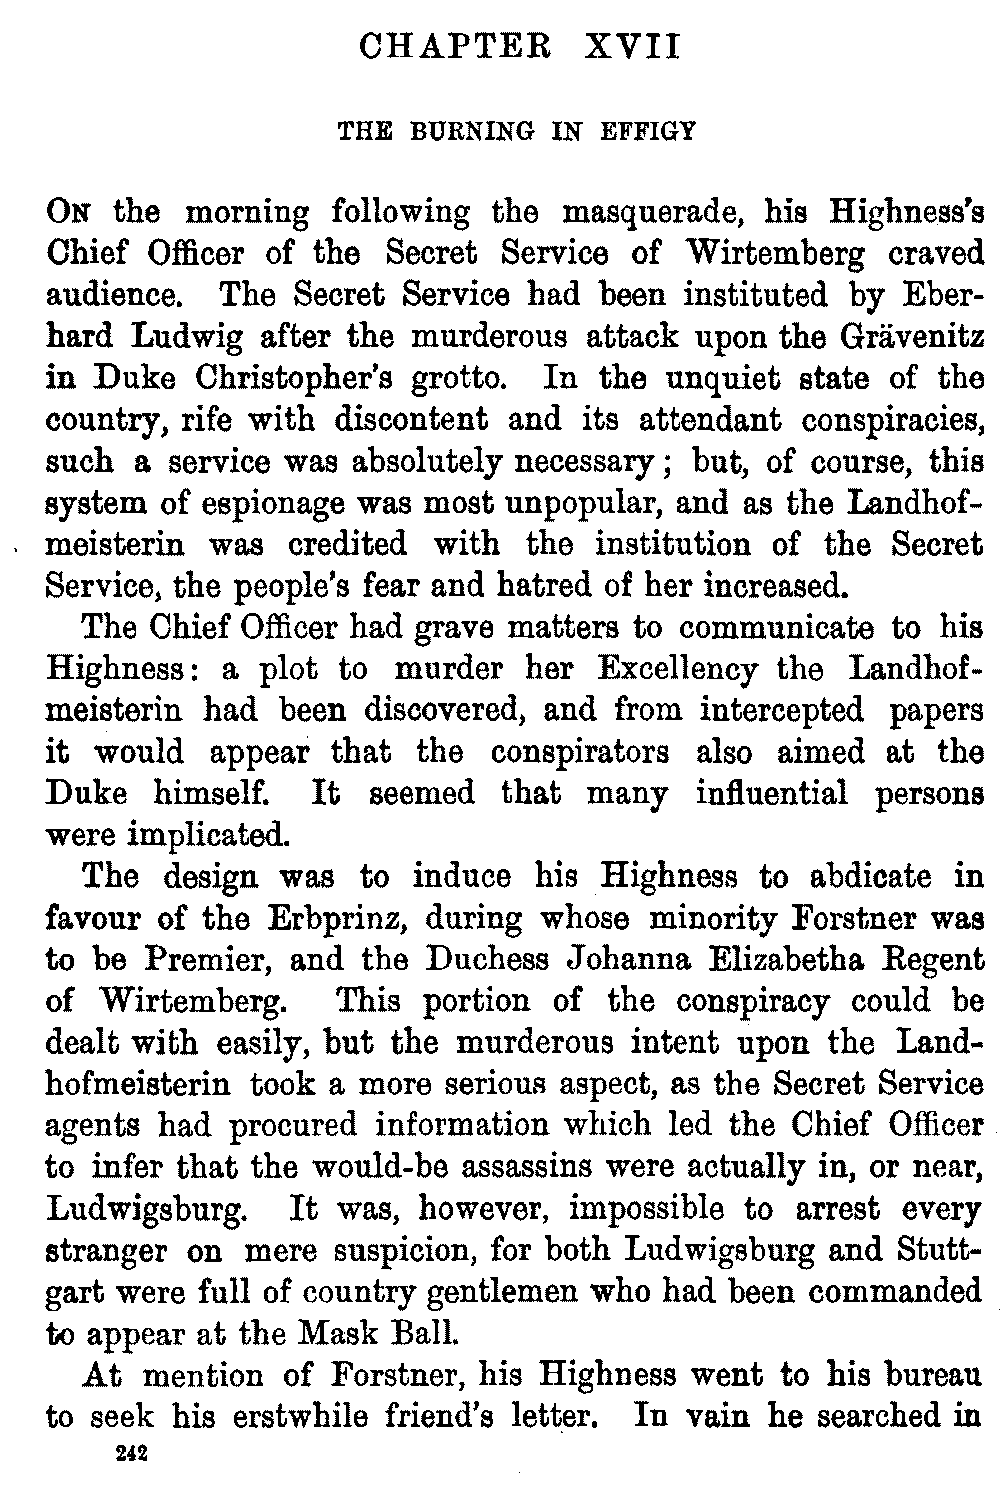 CHAPTER XVII
THE BURNING IN EFFIGY
ON the morning following the masquerade, his Highness's
Chief Officer of the Secret Service of Wirtemberg craved
audience. The Secret Service had been instituted by Eber-
hard Ludwig after the murderous attack upon the Grävenitz
in Duke Christopher's grotto. In the unquiet state of the
country, rife with discontent and its attendant conspiracies,
such a service was absolutely necessary; but, of course, this
system of espionage was most unpopular, and as the Landhof-
meisterin was credited with the institution of the Secret
Service, the people's fear and hatred of her increased.
The Chief Officer had grave matters to communicate to his
Highness: a plot to murder her Excellency the Landhof-
meisterin had been discovered, and from intercepted papers
it would appear that the conspirators also aimed at the
Duke himself. It seemed that many influential persons
were implicated.
The design was to induce his Highness to abdicate in
favour of the Erbprinz, during whose minority Forstner was
to be Premier, and the Duchess Johanna Elizabetha Regent
of Wirtemberg. This portion of the conspiracy could be
dealt with easily, but the murderous intent upon the Land-
hofmeisterin took a more serious aspect, as the Secret Service
agents had procured information which led the Chief Officer
to infer that the would-be assassins were actually in, or near,
Ludwigsburg. It was, however, impossible to arrest every
stranger on mere suspicion, for both Ludwigsburg and Stutt-
gart were full of country gentlemen who had been commanded
to appear at the Mask Ball.
At mention of Forstner, his Highness went to his bureau
to seek his erstwhile friend's letter. In vain he searched in
242